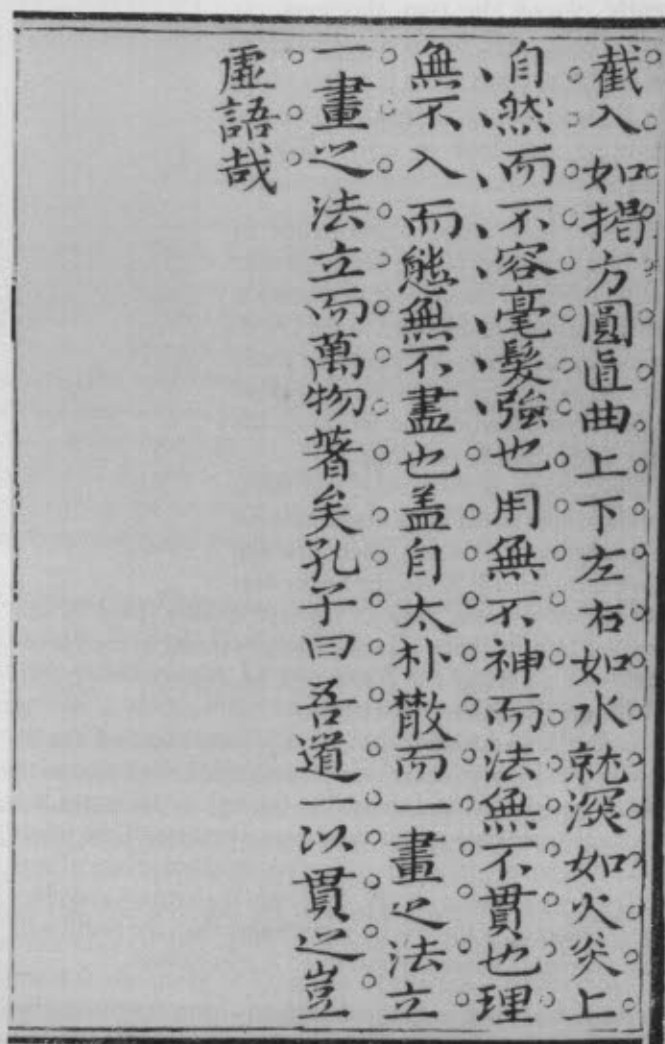 截入如揭方圓直曲上下左右如水就深如火炎上
自然而不容毫髮強也用無不神而法無不貫也理
無不入而態無不盡也盖自太朴散而一畫之法立
一畫之法立而萬物著矣孔子曰吾道一以貫之豈
虛語哉